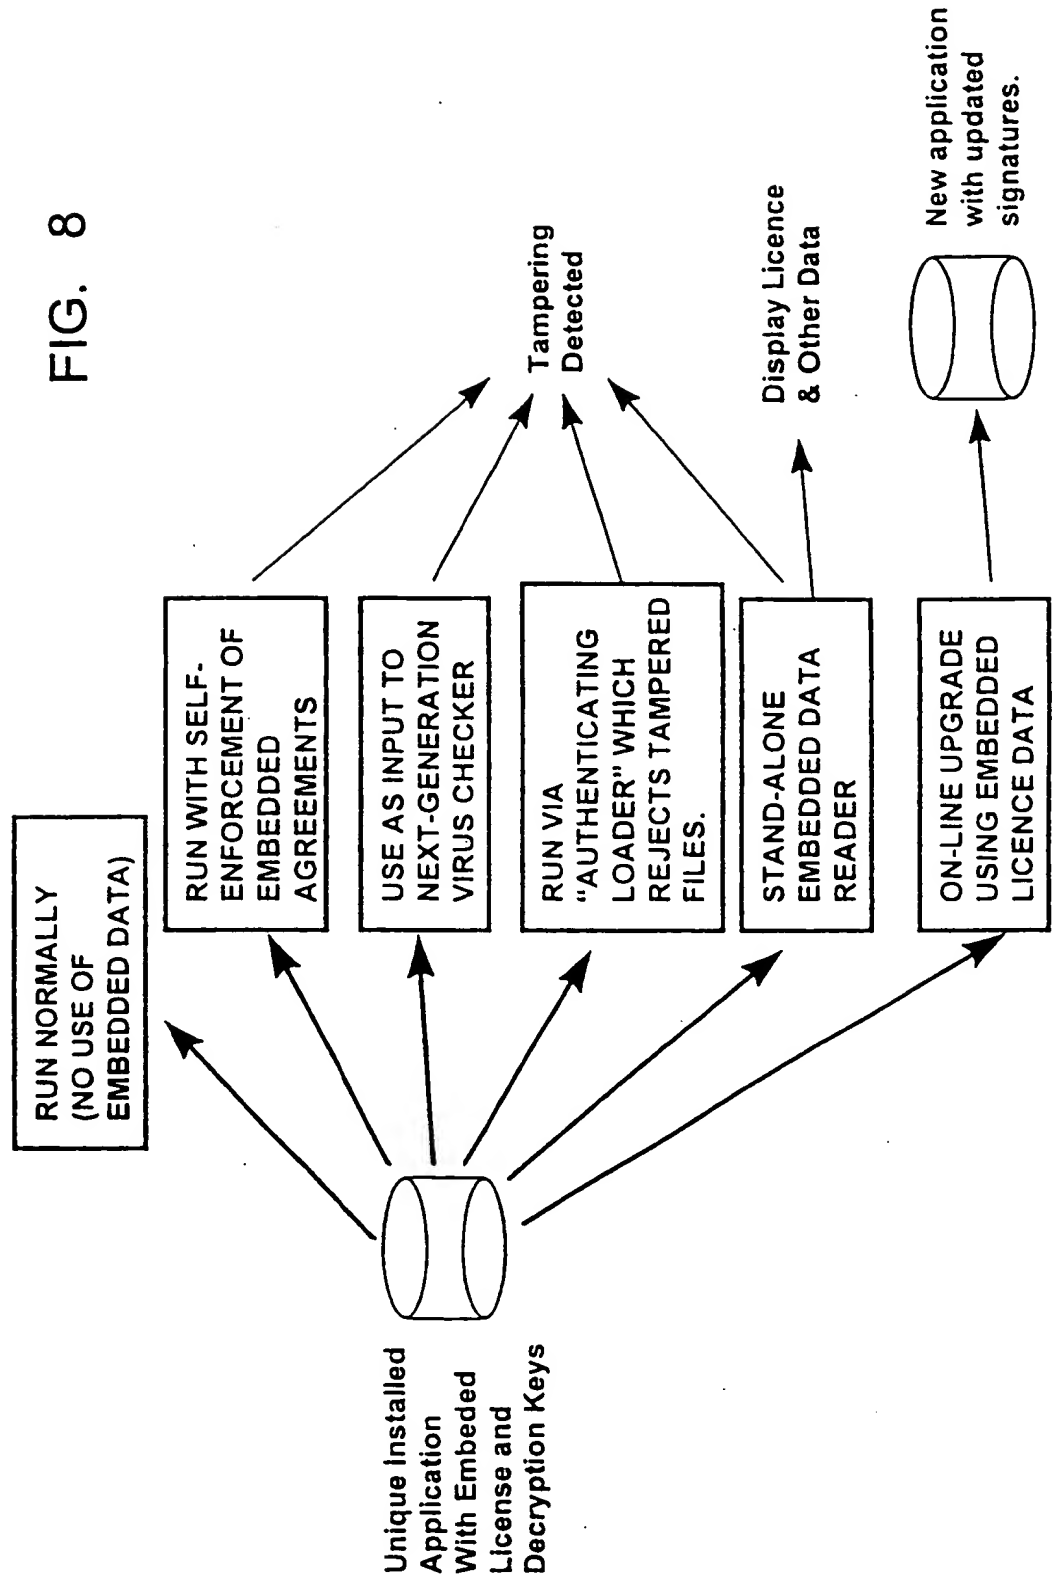 FIG. 8
RUN NORMALLY
(NO USE OF
EMBEDDED DATA)
RUN WITH SELF-
ENFORCEMENT OF
EMBEDDED
AGREEMENTS
USE AS INPUT TO
NEXT-GENERATION
VIRUS CHECKER
RUN VIA
“AUTHENTICATING
LOADER” WHICH
REJECTS TAMPERED
FILES.
STAND-ALONE
EMBEDDED DATA
READER
ON-LINE UPGRADE
USING EMBEDDED
LICENCE DATA
Unique Installed
Application
With Embeded
License and
Decryption Keys
Tampering
Detected
Display Licence
& Other Data
New application
with updated
signatures.